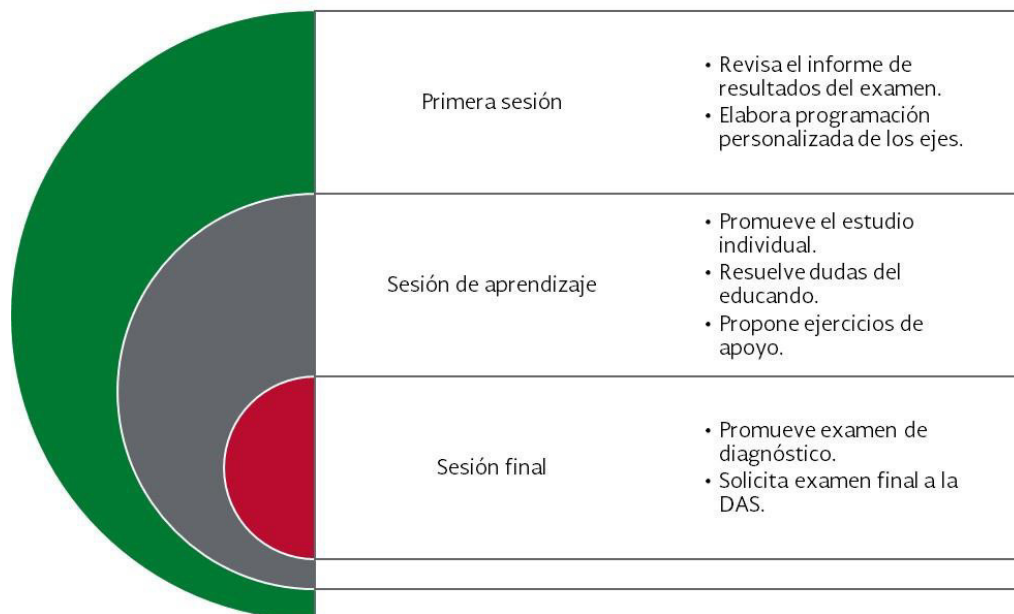 Primera sesión
• Revisa el informe de
resultados del examen.
• Elabora programación
personalizada de los ejes.
Sesión de aprendizaje
• Promueve el estudio
individual.
• Resuelve dudas del
educando.
• Propone ejercicios de
apoyo.
Sesión final
• Promueve examen de
diagnóstico.
• Solicita examen final a la
DAS.